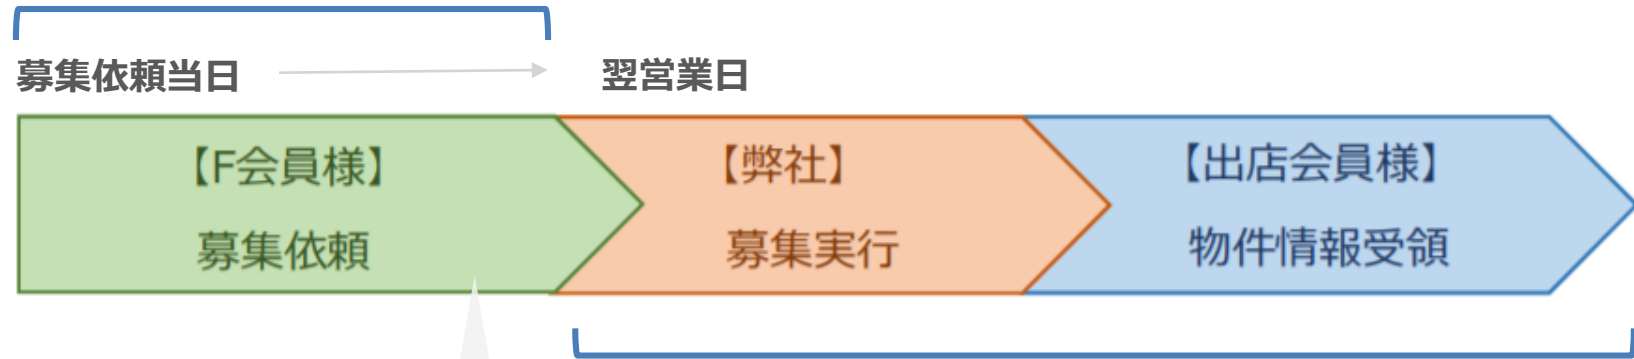 募集依頼当日
翌営業日
【F会員様】
募集依頼
【弊社】
募集実行
【出店会員様】
物件情報受領